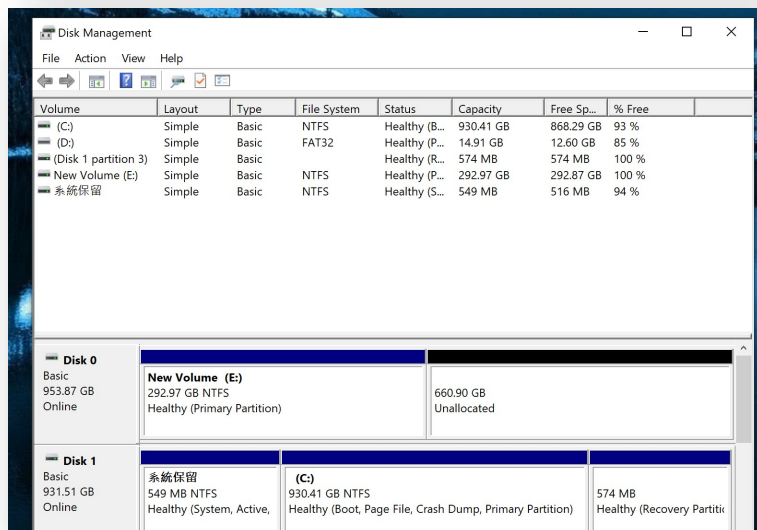 Disk Management
File Action View Help
Volume Layout Type File System Status Capacity Free Sp... % Free
(C:) Simple Basic NTFS Healthy (B... 930.41 GB 868.29 GB 93 %
(D:) Simple Basic FAT32 Healthy (P... 14.91 GB 12.60 GB 85 %
(Disk 1 partition 3) Simple Basic Healthy (R... 574 MB 574 MB 100 %
New Volume (E:) Simple Basic NTFS Healthy (P... 292.97 GB 292.87 GB 100 %
系統保留 Simple Basic NTFS Healthy (S... 549 MB 516 MB 94 %
Disk 0
Basic
953.87 GB
Online
New Volume (E:)
292.97 GB NTFS
Healthy (Primary Partition)
660.90 GB
Unallocated
Disk 1
Basic
931.51 GB
Online
系統保留
549 MB NTFS
Healthy (System, Active,
(C:)
930.41 GB NTFS
Healthy (Boot, Page File, Crash Dump, Primary Partition)
574 MB
Healthy (Recovery Partitic